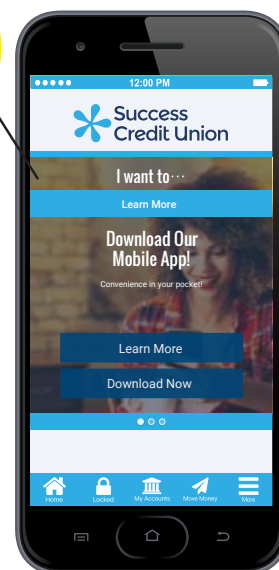 12:00 PM
Success
Credit Union
I want to...
Learn More
Download Our
Mobile App!
Convenience in your pocket!
Learn More
Download Now
Home Locked My Accounts Move Money More